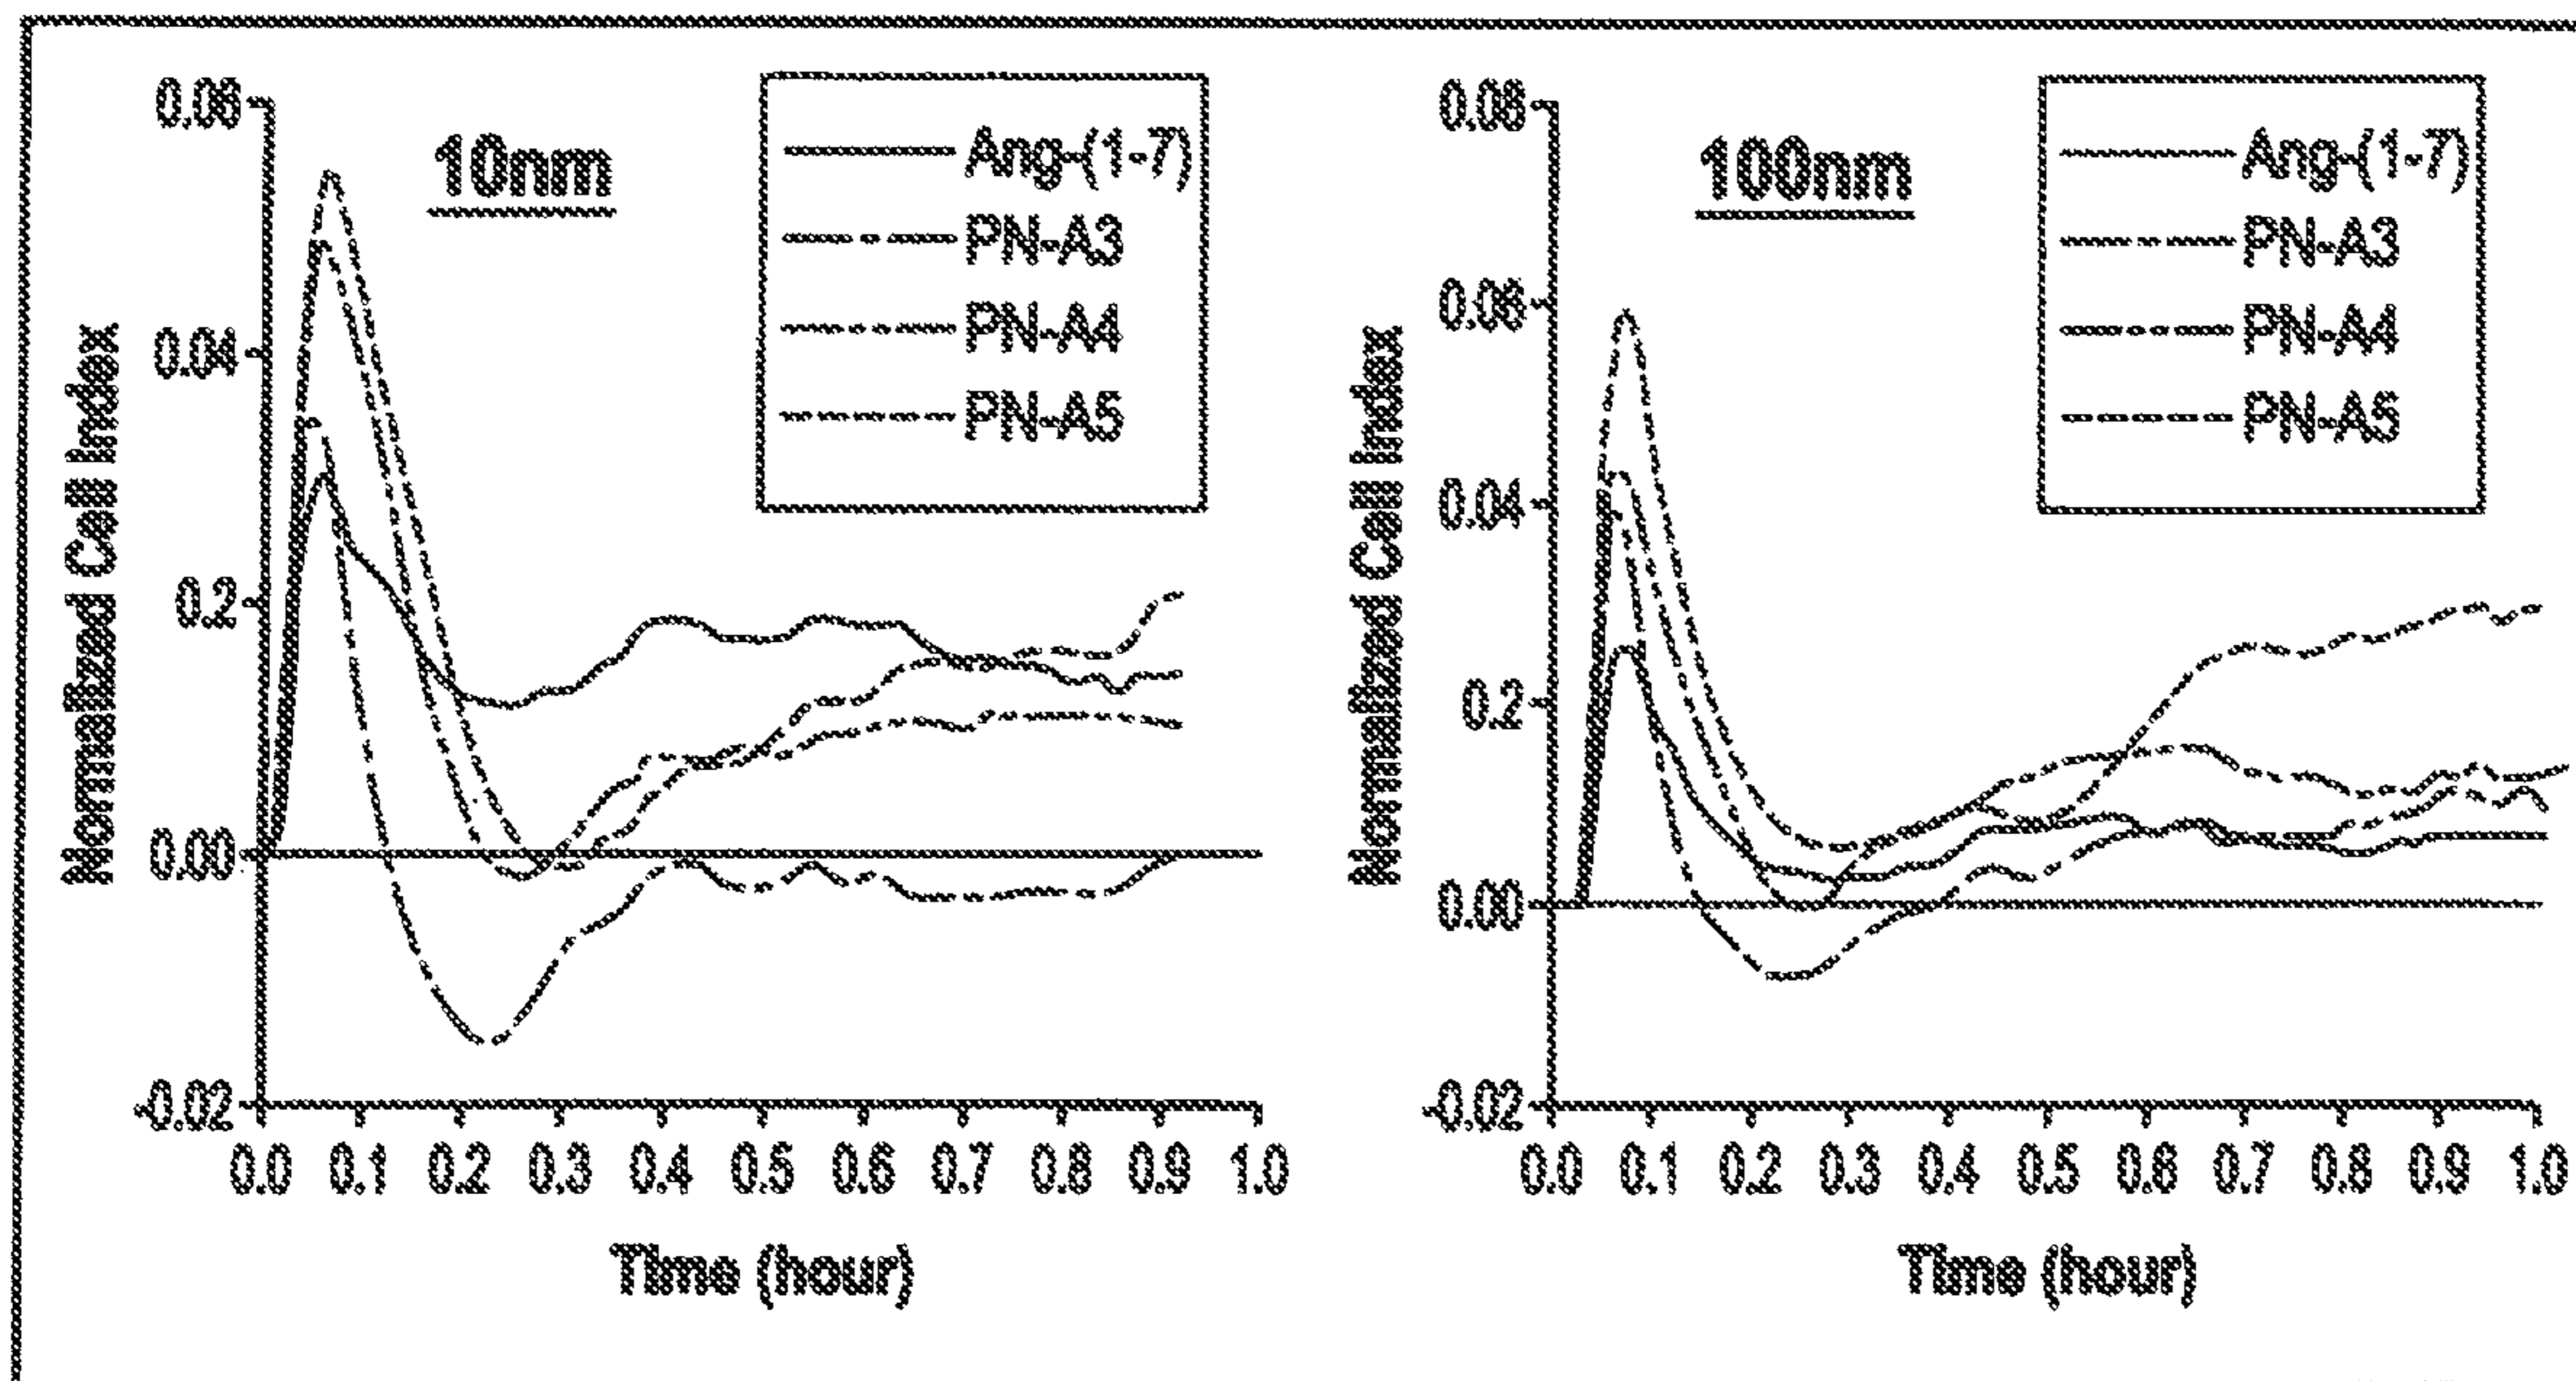 10nm
Ang-(1-7)
PN-A3
PN-A4
PN-A5
Normalized Cell Index
0.06
0.04
0.2
0.00
-0.02
0.0 0.1 0.2 0.3 0.4 0.5 0.6 0.7 0.8 0.9 1.0
Time (hour)
100nm
Ang-(1-7)
PN-A3
PN-A4
PN-A5
Normalized Cell Index
0.08
0.06
0.04
0.2
0.00
-0.02
0.0 0.1 0.2 0.3 0.4 0.5 0.6 0.7 0.8 0.9 1.0
Time (hour)